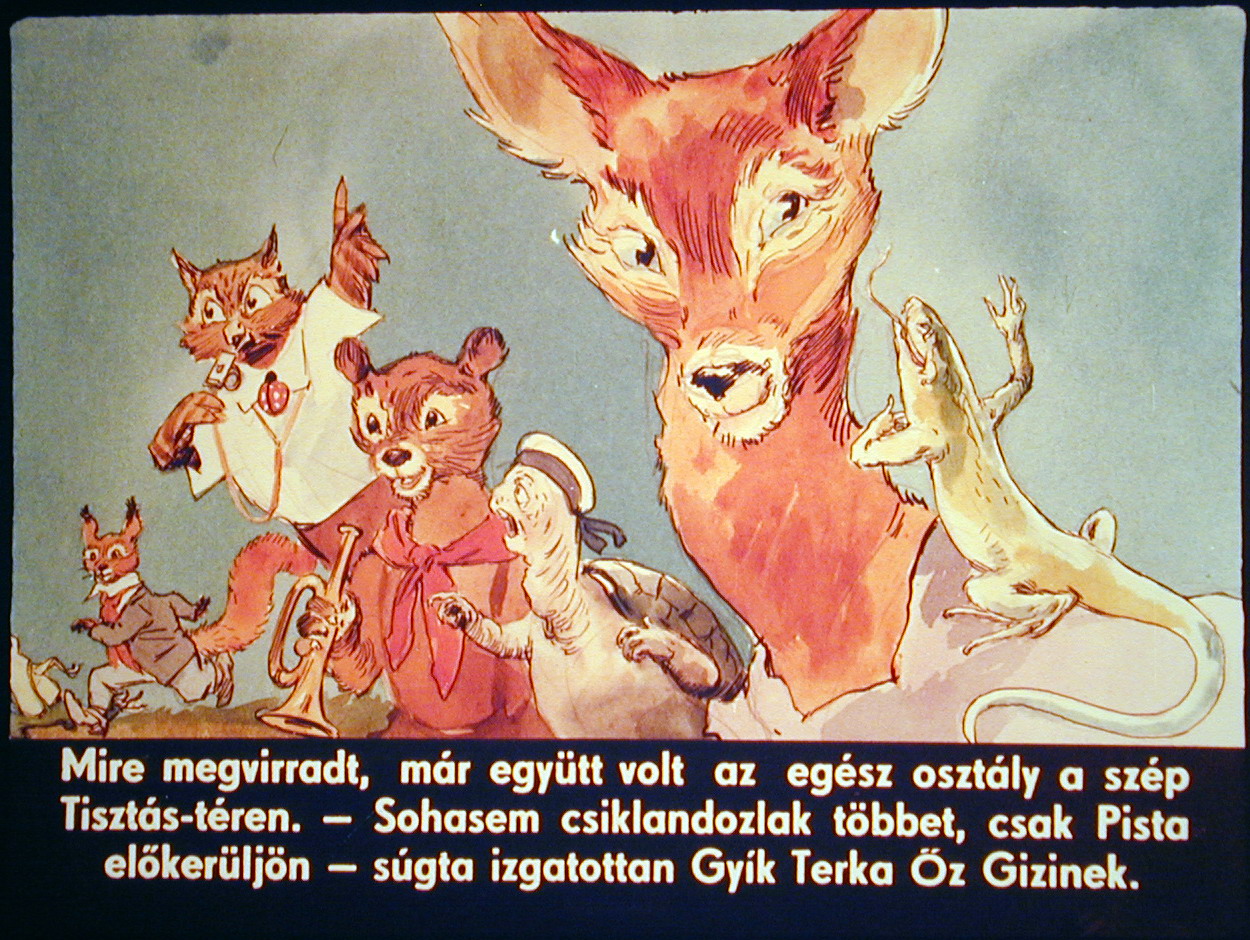 Mire megvirradt, már együtt volt az egész osztály a szép
Tisztás-téren. — Sohasem csiklandozlak többet, csak Pista
előkerüljön — súgta izgatottan Gyík Terka Őz Gizinek.